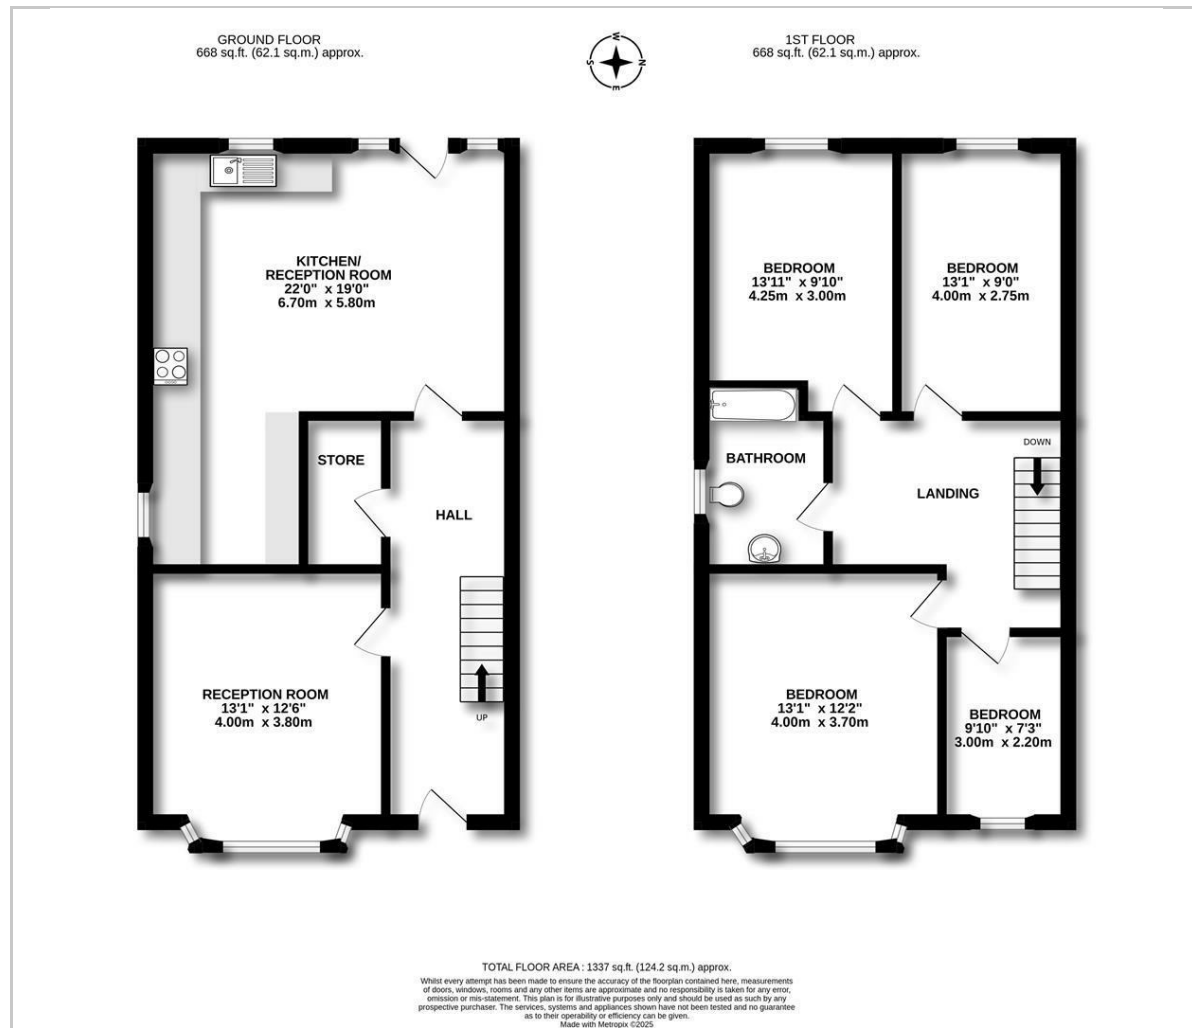 GROUND FLOOR
668 sq.ft. (62.1 sq.m.) approx.
W
N
E
S
1ST FLOOR
668 sq.ft. (62.1 sq.m.) approx.
KITCHEN/
RECEPTION ROOM
22'0" x 19'0"
6.70m x 5.80m
STORE
HALL
RECEPTION ROOM
13'1" x 12'6"
4.00m x 3.80m
UP
BEDROOM
13'11" x 9'10"
4.25m x 3.00m
BEDROOM
13'1" x 9'0"
4.00m x 2.75m
BATHROOM
DOWN
LANDING
BEDROOM
13'1" x 12'2"
4.00m x 3.70m
BEDROOM
9'10" x 7'3"
3.00m x 2.20m
TOTAL FLOOR AREA : 1337 sq.ft. (124.2 sq.m.) approx.
Whilst every attempt has been made to ensure the accuracy of the floorplan contained here, measurements
of doors, windows, rooms and any other items are approximate and no responsibility is taken for any error,
omission or mis-statement. This plan is for illustrative purposes only and should be used as such by any
prospective purchaser. The services, systems and appliances shown have not been tested and no guarantee
as to their operability or efficiency can be given.
Made with Metropix ©2025